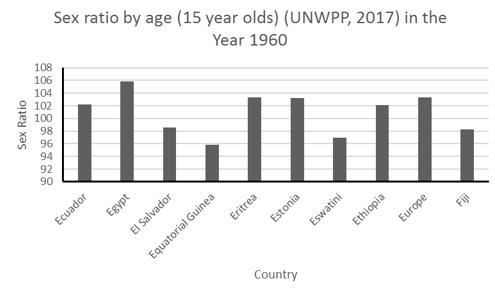 Sex ratio by age (15 year olds) (UNWPP, 2017) in the
Year 1960
108
106
104
102
100
98
96
94
92
90
Sex Ratio
Ecuador
Egypt
El Salvador
Equatorial Guinea
Eritrea
Estonia
Eswatini
Ethiopia
Europe
Fiji
Country